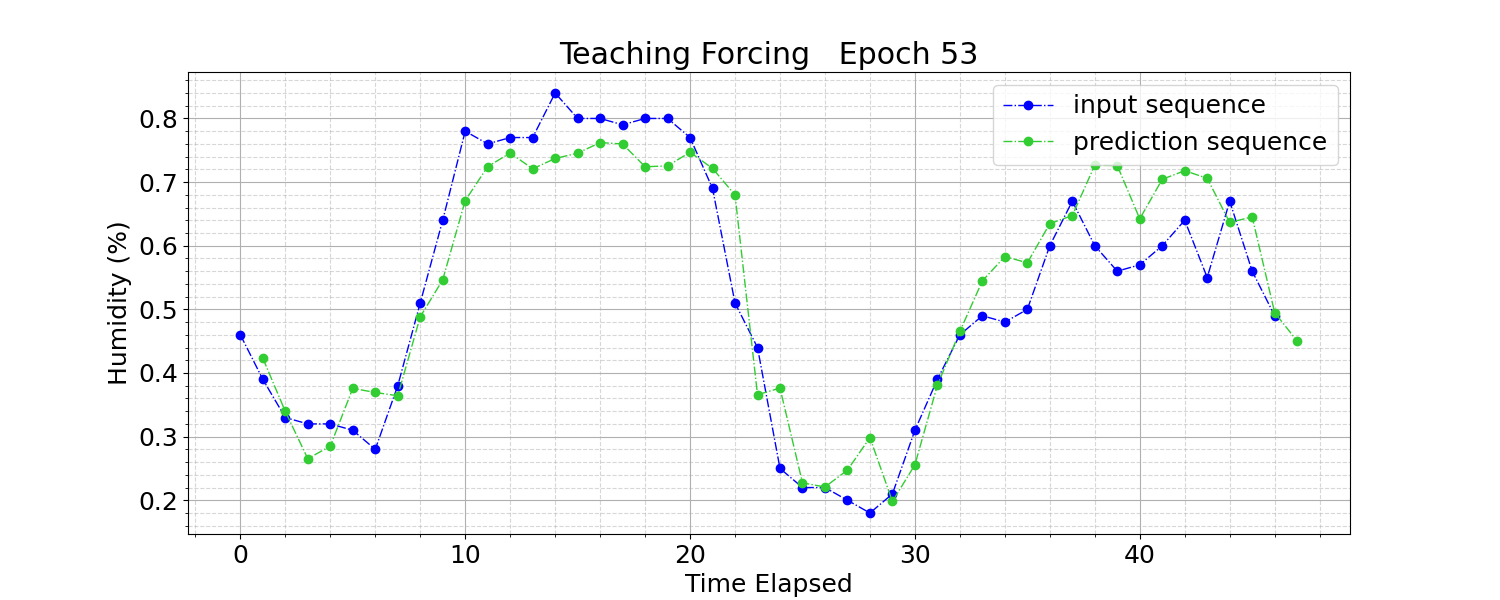 Teaching Forcing   Epoch 53
input sequence
prediction sequence
Humidity (%)
0.8
0.7
0.6
0.5
0.4
0.3
0.2
0 10 20 30 40
Time Elapsed